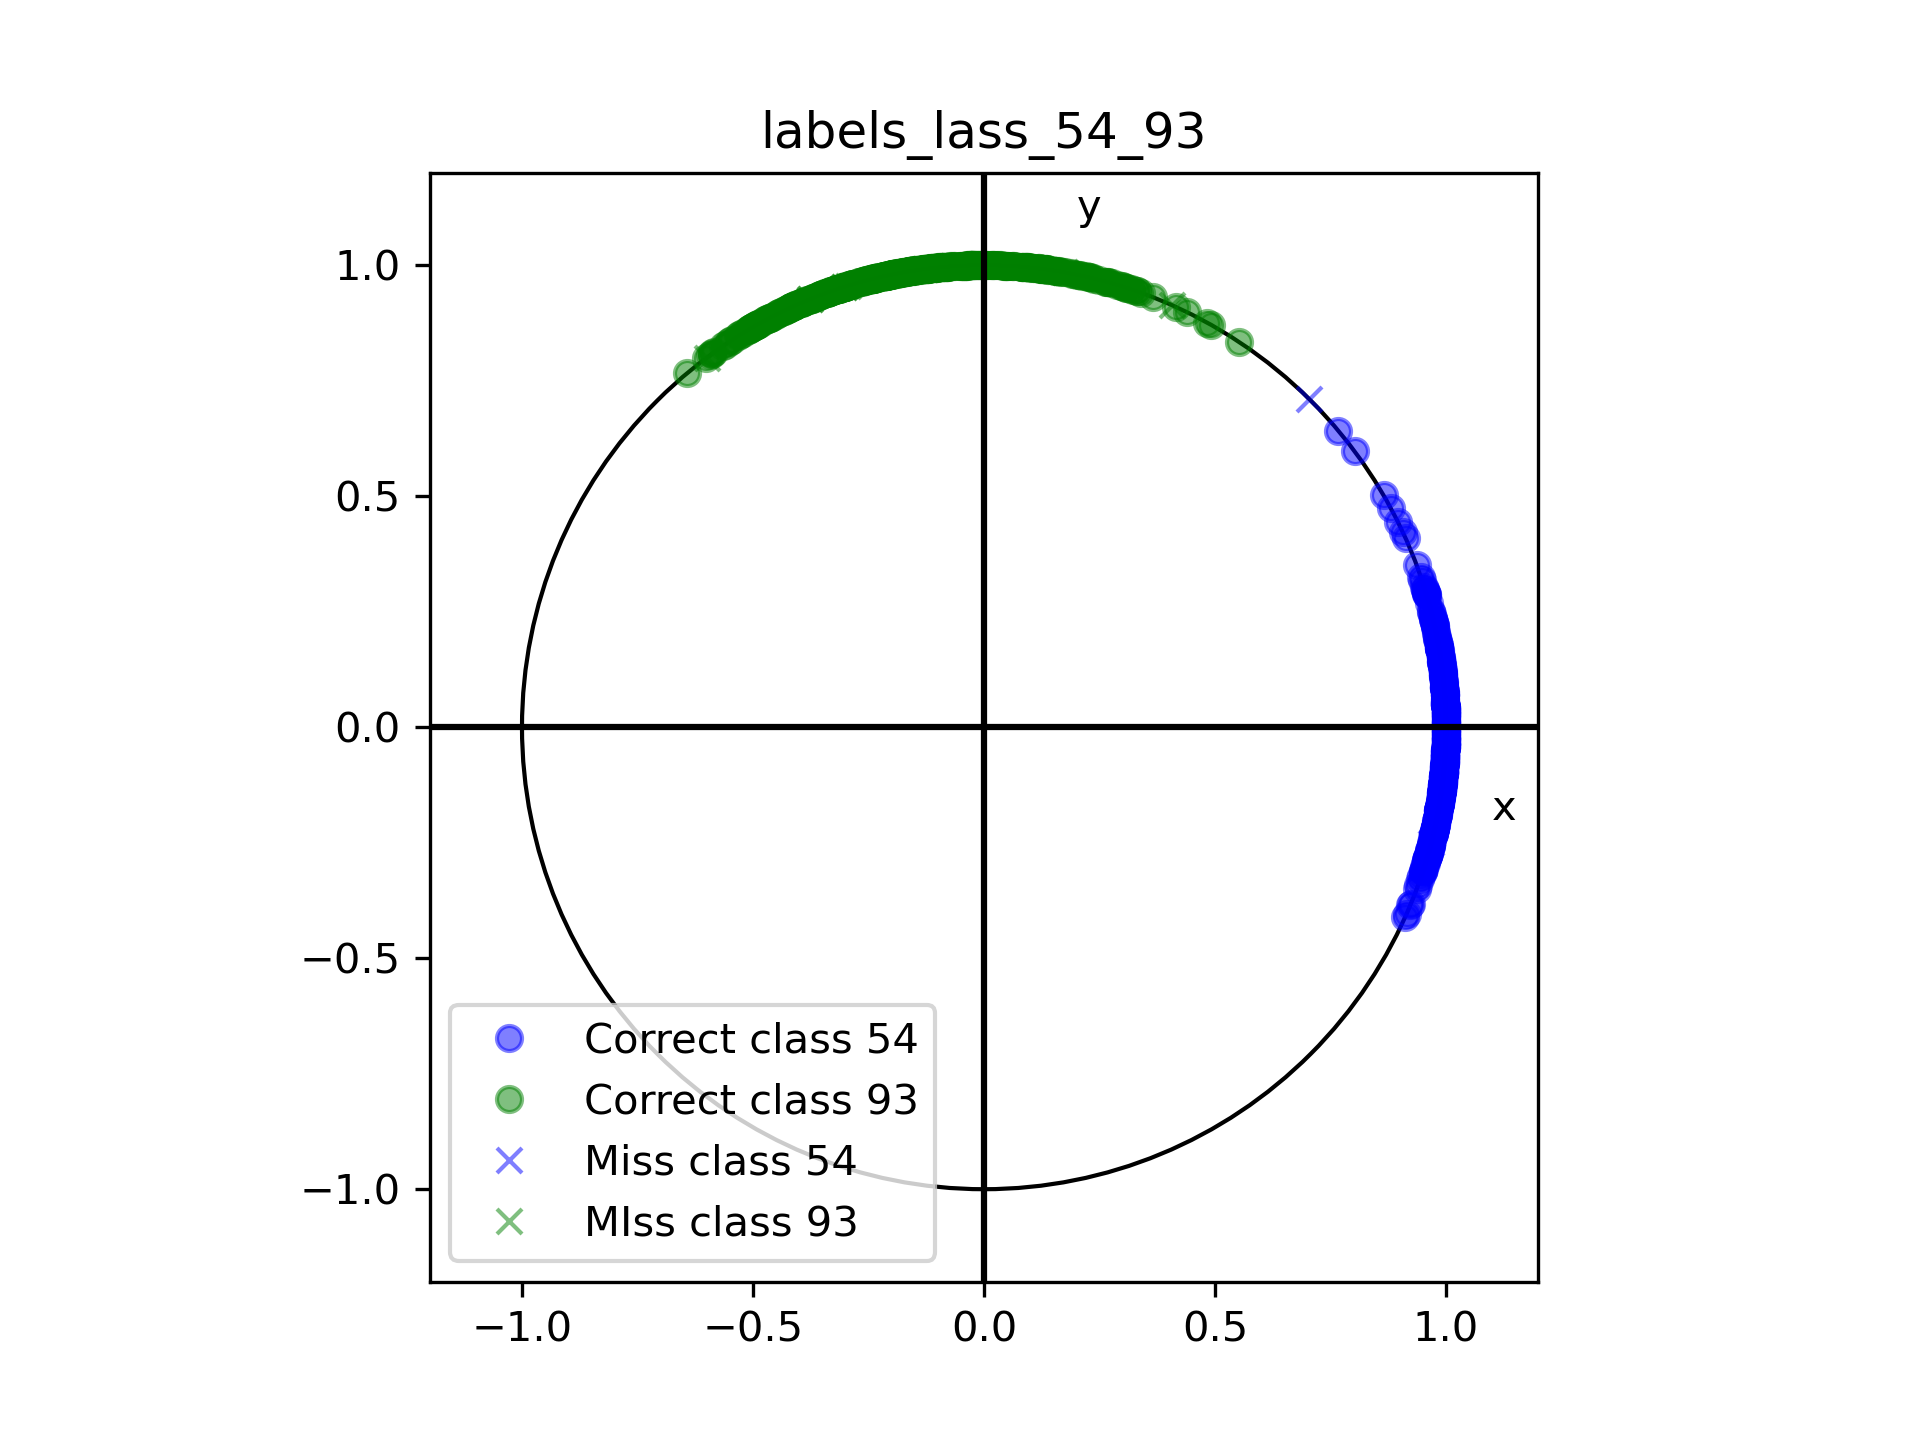 labels_lass_54_93
y
1.0
0.5
0.0
x
−0.5
−1.0
Correct class 54
Correct class 93
Miss class 54
MIss class 93
−1.0 −0.5 0.0 0.5 1.0